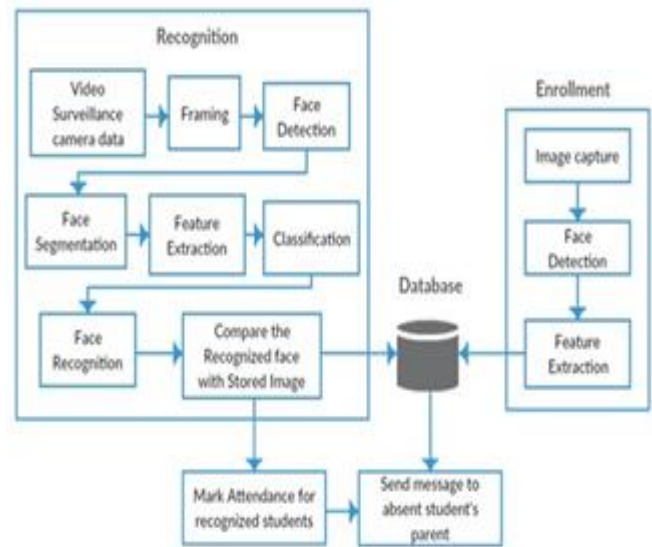 Recognition
Video
Surveillance
camera data
Framing
Face
Detection
Face
Segmentation
Feature
Extraction
Classification
Face
Recognition
Compare the
Recognized face
with Stored Image
Database
Enrollment
Image capture
Face
Detection
Feature
Extraction
Mark Attendance for
recognized students
Send message to
absent student's
parent